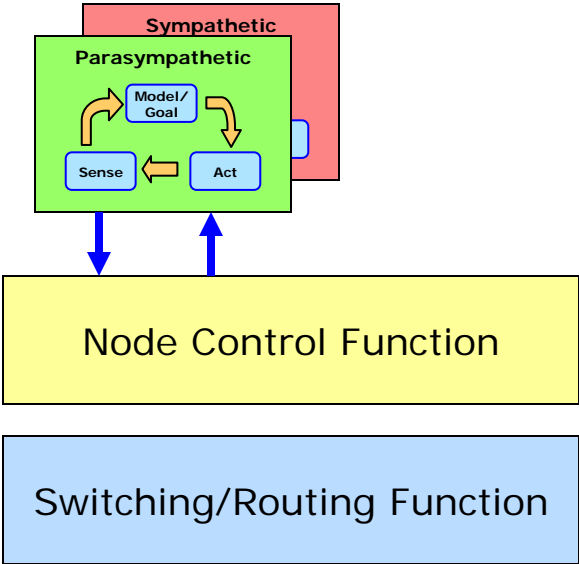 Sympathetic
Parasympathetic
Model/
Goal
Sense
Act
Node Control Function
Switching/Routing Function